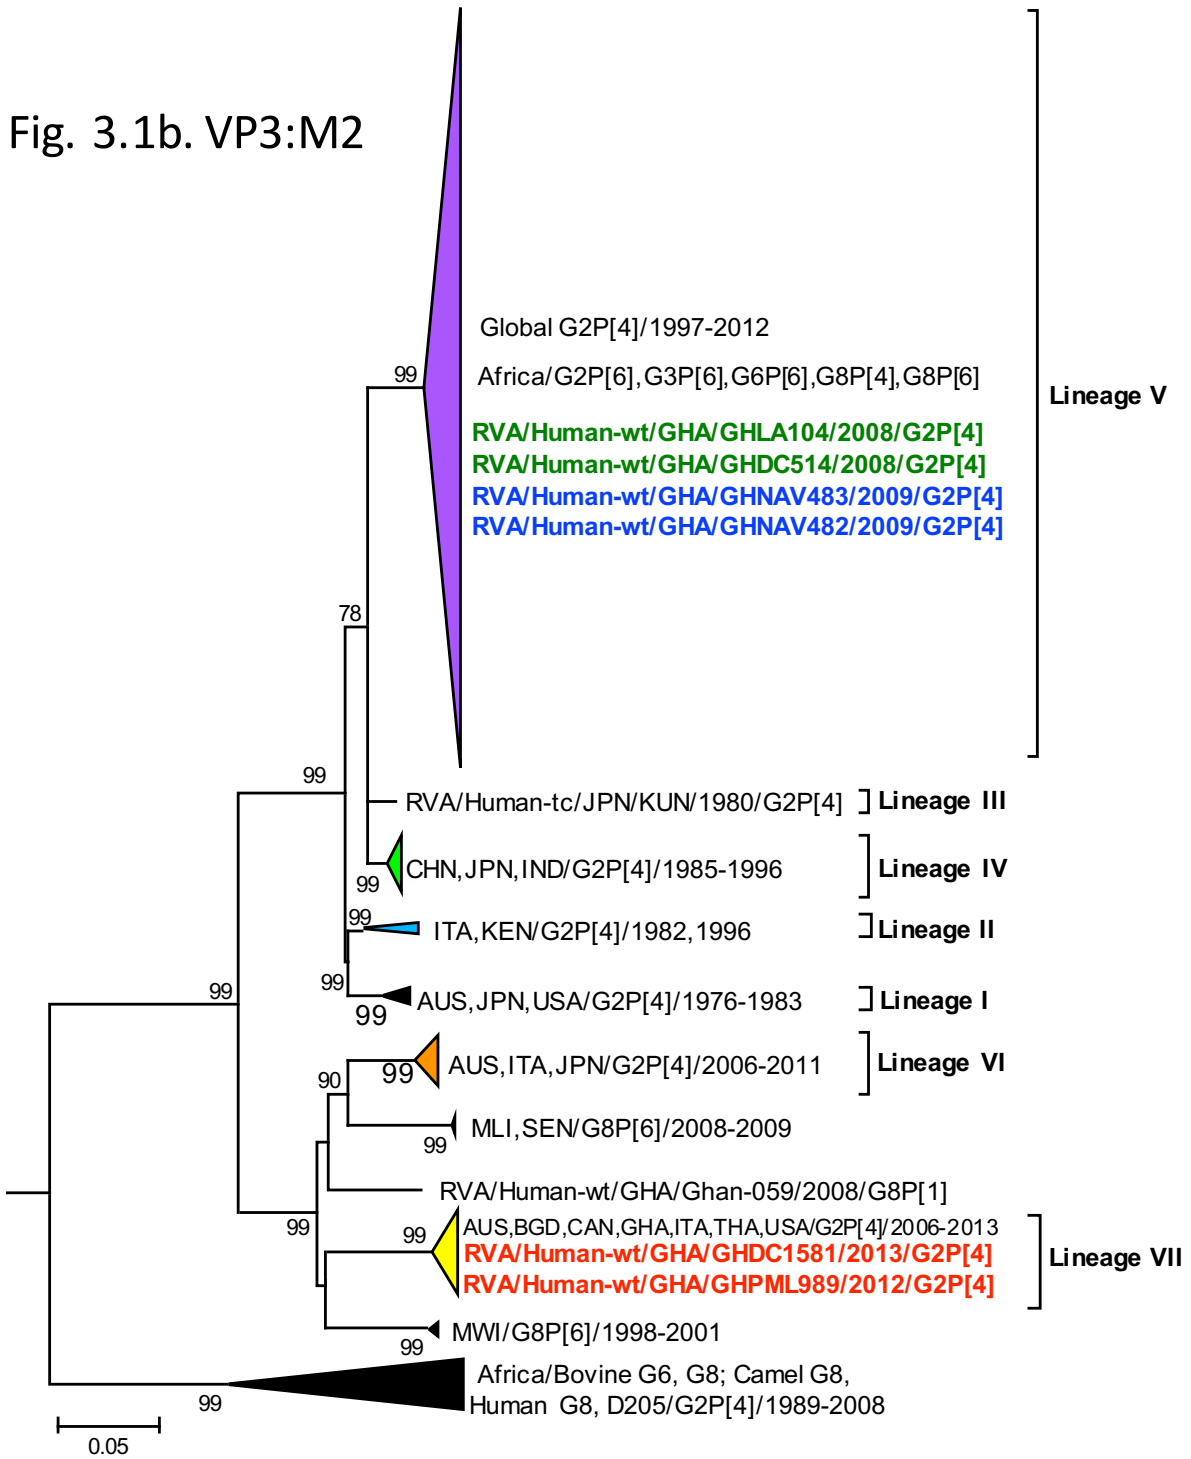 Fig. 3.1b. VP3:M2
Global G2P[4]/1997-2012
99
Africa/G2P[6],G3P[6],G6P[6],G8P[4],G8P[6]
Lineage V
RVA/Human-wt/GHA/GHLA104/2008/G2P[4]
RVA/Human-wt/GHA/GHDC514/2008/G2P[4]
RVA/Human-wt/GHA/GHNAV483/2009/G2P[4]
RVA/Human-wt/GHA/GHNAV482/2009/G2P[4]
78
99
RVA/Human-tc/JPN/KUN/1980/G2P[4]
Lineage III
CHN,JPN,IND/G2P[4]/1985-1996
Lineage IV
99
99
ITA,KEN/G2P[4]/1982,1996
Lineage II
99
99
AUS,JPN,USA/G2P[4]/1976-1983
Lineage I
99
AUS,ITA,JPN/G2P[4]/2006-2011
Lineage VI
99
90
MLI,SEN/G8P[6]/2008-2009
99
RVA/Human-wt/GHA/Ghan-059/2008/G8P[1]
99
AUS,BGD,CAN,GHA,ITA,THA,USA/G2P[4]/2006-2013
99
RVA/Human-wt/GHA/GHDC1581/2013/G2P[4]
Lineage VII
RVA/Human-wt/GHA/GHPML989/2012/G2P[4]
MWI/G8P[6]/1998-2001
99
Africa/Bovine G6, G8; Camel G8,
Human G8, D205/G2P[4]/1989-2008
99
0.05